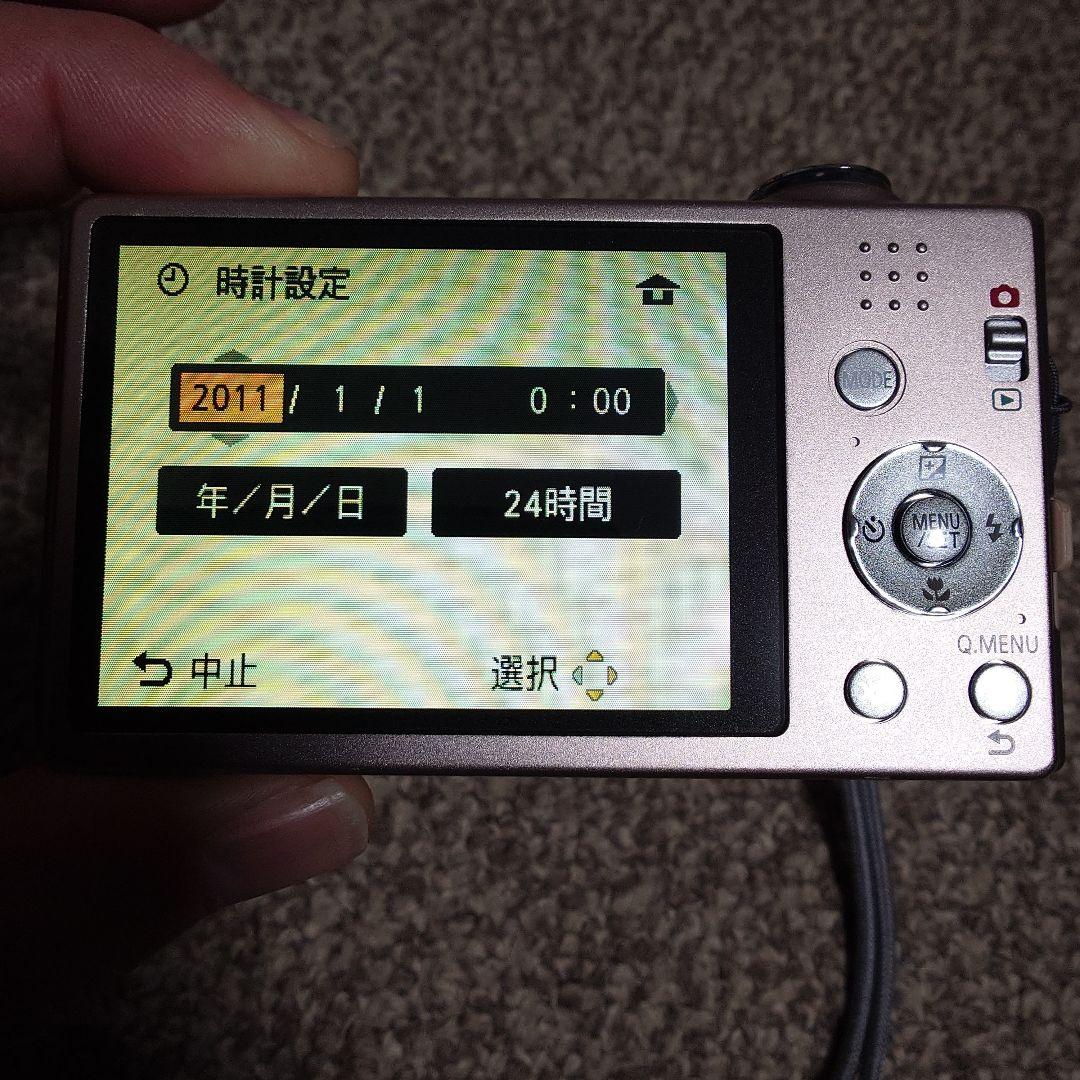 時計設定
2011/ 1 / 1 0:00
年/月/日 24時間
中止 選択
MODE
MENU
/SET
Q.MENU